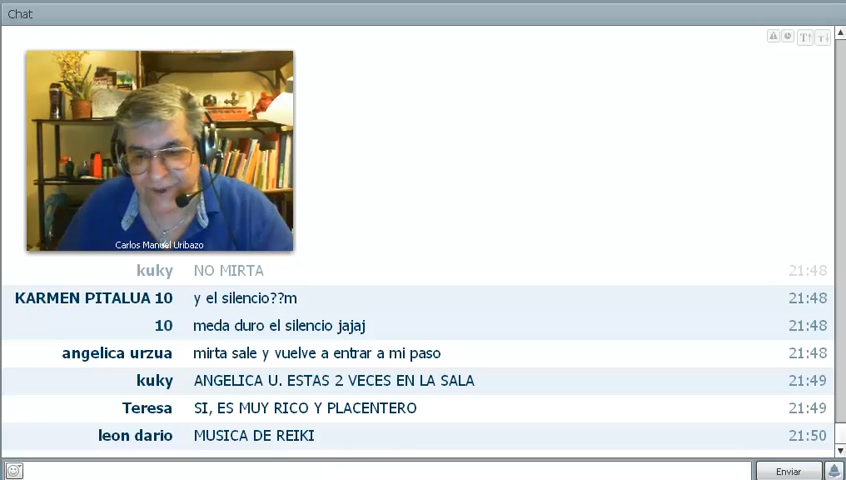 Chat
Carlos Manuel Uribazo
kuky NO MIRTA 21:48
KARMEN PITALUA 10 y el silencio??m 21:48
10 meda duro el silencio jajaj 21:48
angelica urzua mirta sale y vuelve a entrar a mi paso 21:48
kuky ANGELICA U. ESTAS 2 VECES EN LA SALA 21:49
Teresa SI, ES MUY RICO Y PLACENTERO 21:49
leon dario MUSICA DE REIKI 21:50
Enviar